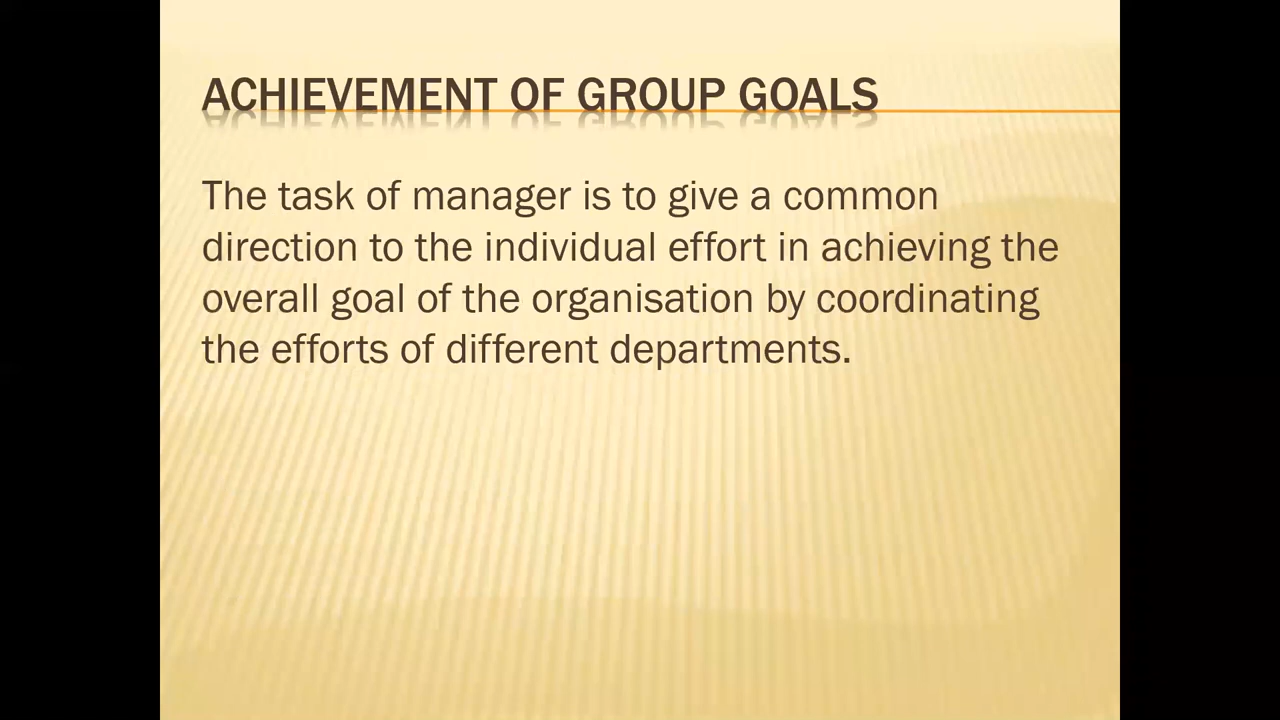 ACHIEVEMENT OF GROUP GOALS
The task of manager is to give a common
direction to the individual effort in achieving the
overall goal of the organisation by coordinating
the efforts of different departments.